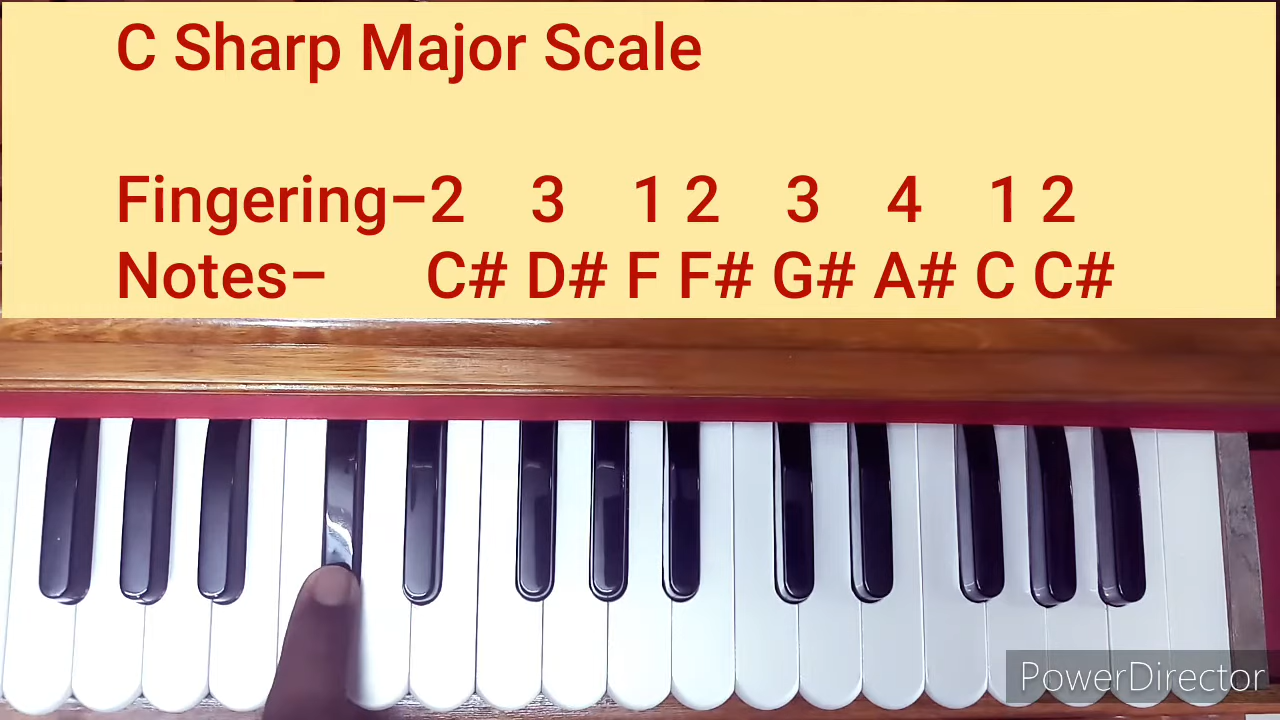 C Sharp Major Scale
Fingering–2 3 1 2 3 4 1 2
Notes– C# D# F F# G# A# C C#
PowerDirector